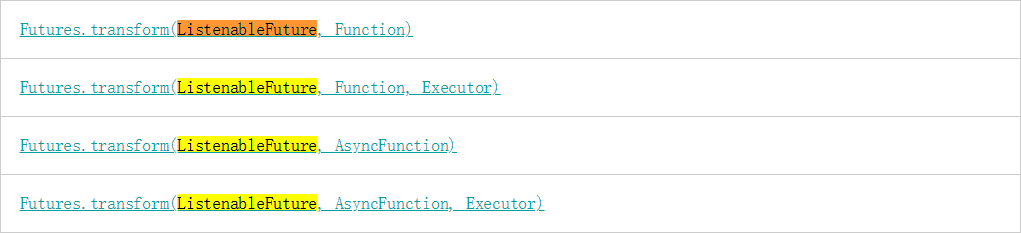 Futures.transform(ListenableFuture, Function)
Futures.transform(ListenableFuture, Function, Executor)
Futures.transform(ListenableFuture, AsyncFunction)
Futures.transform(ListenableFuture, AsyncFunction, Executor)